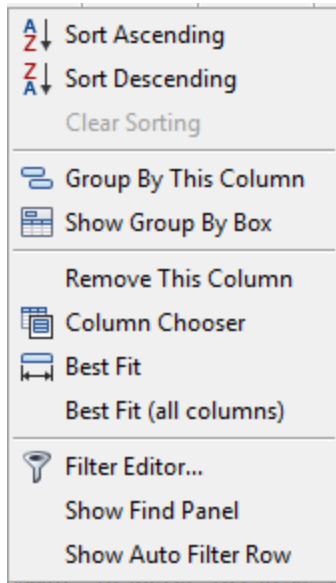 Sort Ascending
Sort Descending
Clear Sorting
Group By This Column
Show Group By Box
Remove This Column
Column Chooser
Best Fit
Best Fit (all columns)
Filter Editor...
Show Find Panel
Show Auto Filter Row